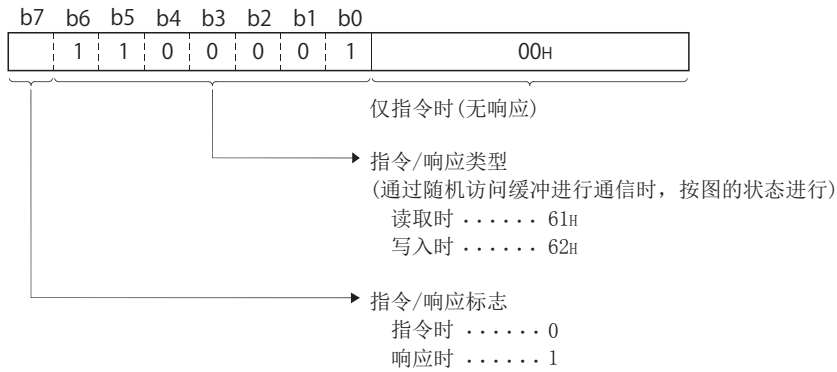 b7 b6 b5 b4 b3 b2 b1 b0
1 1 0 0 0 0 1 00H
仅指令时(无响应)
指令/响应类型
(通过随机访问缓冲进行通信时，按图的状态进行)
读取时 ······ 61H
写入时 ······ 62H
指令/响应标志
指令时 ······ 0
响应时 ······ 1